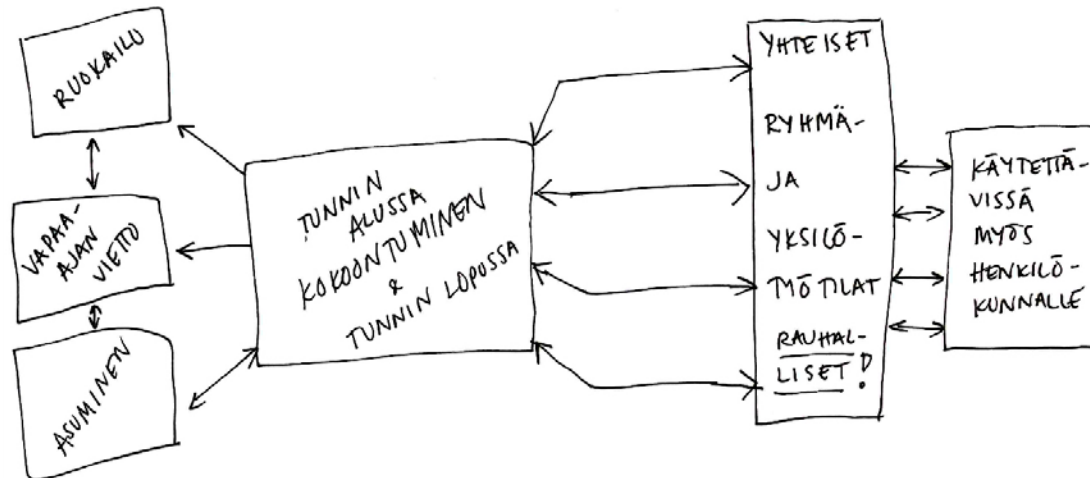 RUOKAILU
VAPAA-
AJAN
VIETTO
ASUMINEN
TUNNIN
ALUSSA
KOKOONTUMINEN
&
TUNNIN LOPUSSA
YHTEISET
RYHMÄ-
JA
YKSILÖ-
TYÖTILAT
RAUHAL-
LISET!
KÄYTETTÄ-
VISSÄ
MYÖS
HENKILÖ-
KUNNALLE